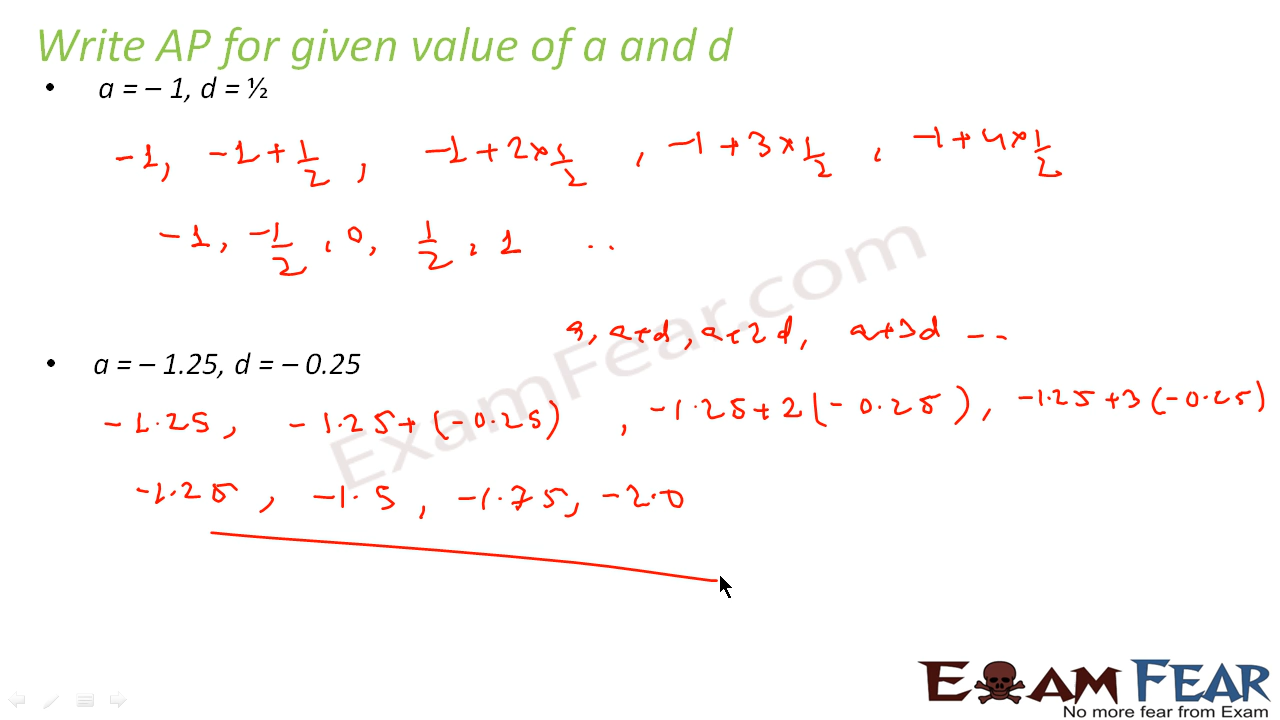 Write AP for given value of a and d
• a = – 1, d = ½
-1, -1 + 1/2, -1 + 2 × 1/2, -1 + 3 × 1/2, -1 + 4 × 1/2
-1, -1/2, 0, 1/2, 1 ..
a, a+d, a+2d, a+3d - -
• a = – 1.25, d = – 0.25
-1.25, -1.25 + (-0.25), -1.25 + 2(-0.25), -1.25 + 3(-0.25)
-1.25, -1.5, -1.75, -2.0
ExamFear.com
EXAM FEAR
No more fear from Exam